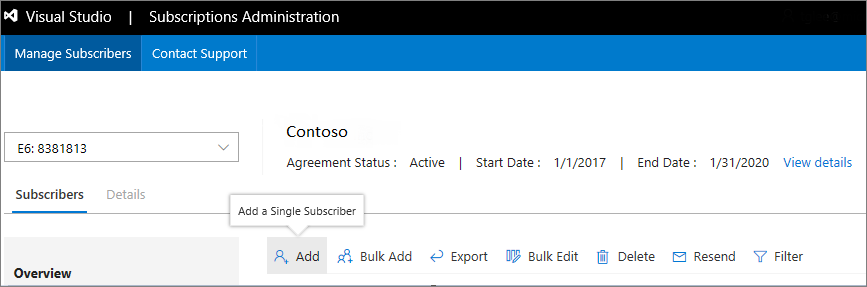 Visual Studio | Subscriptions Administration
Manage Subscribers Contact Support
Contoso
E6: 8381813
Agreement Status : Active | Start Date : 1/1/2017 | End Date : 1/31/2020 View details
Subscribers Details
Add a Single Subscriber
Add Bulk Add Export Bulk Edit Delete Resend Filter
Overview